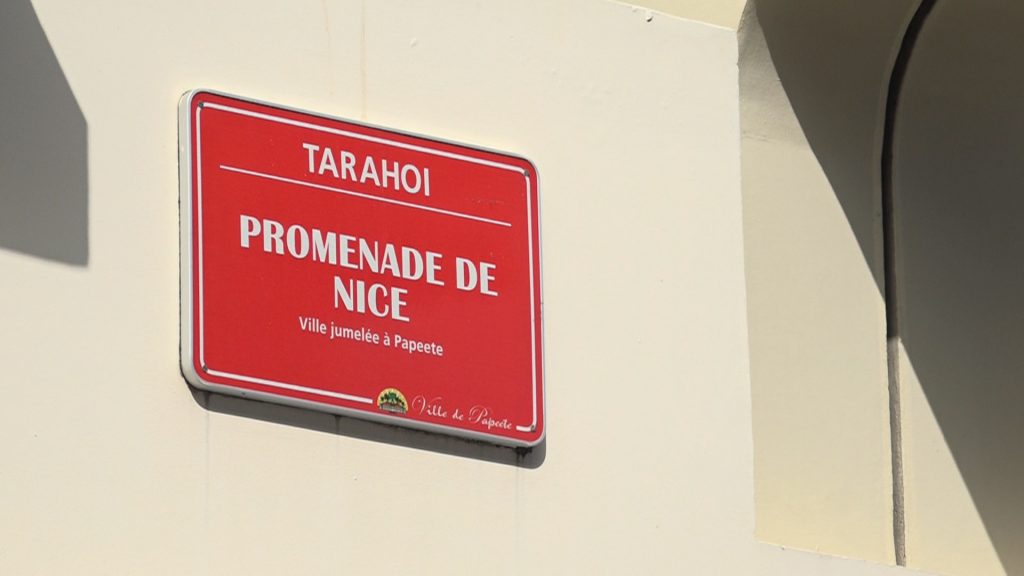 TARAHOI
PROMENADE DE
NICE
Ville jumelée à Papeete
Ville de Papeete